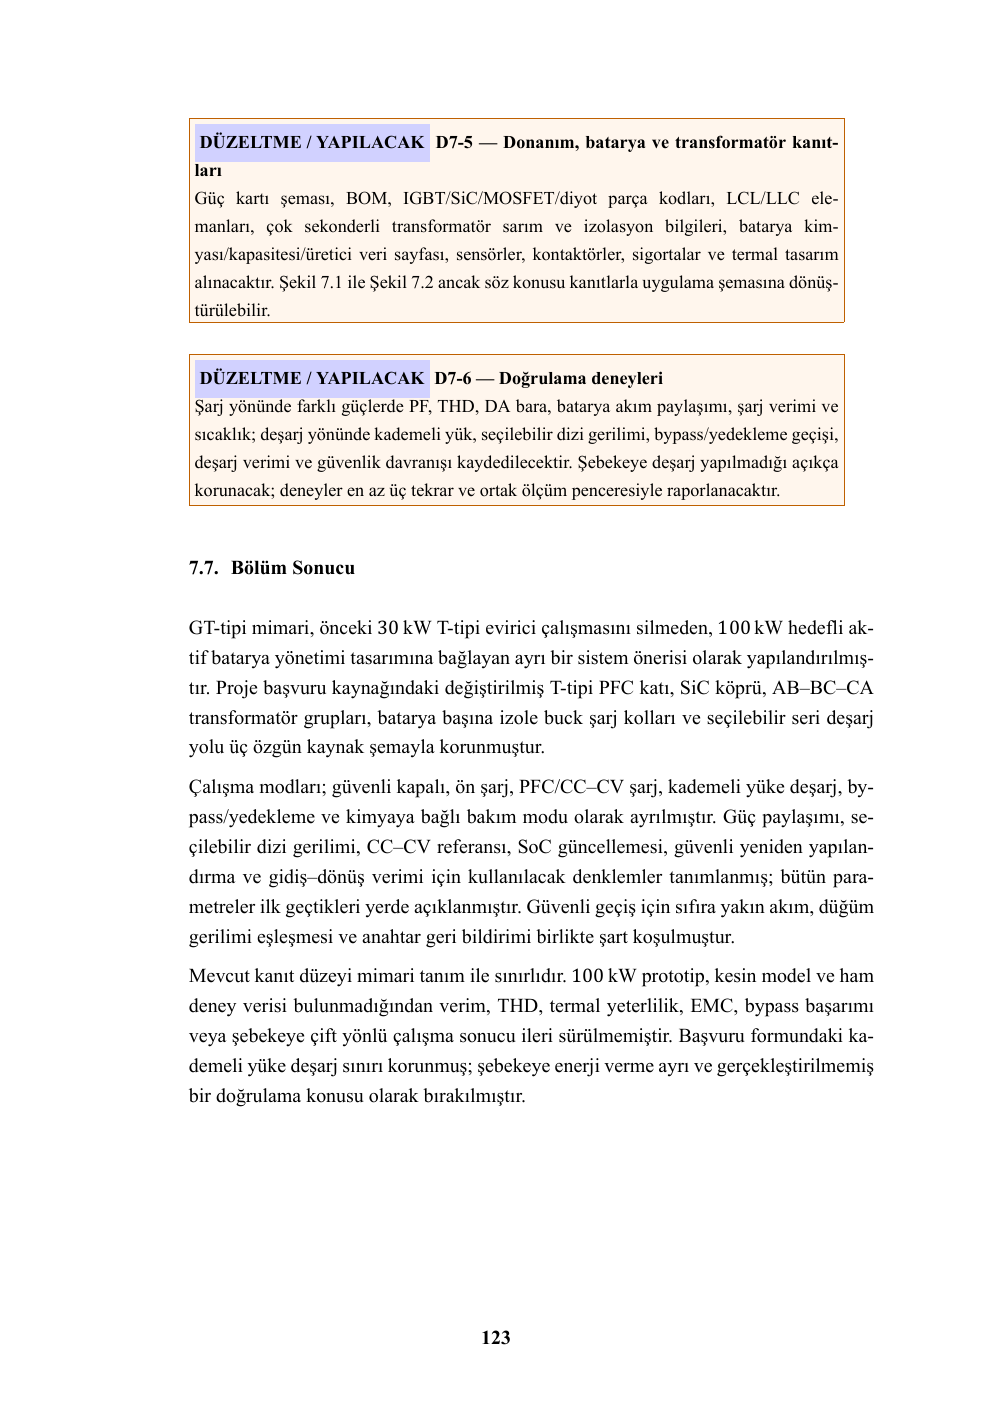 DÜZELTME / YAPILACAK D7-5 — Donanım, batarya ve transformatör kanıt-
ları
Güç kartı şeması, BOM, IGBT/SiC/MOSFET/diyot parça kodları, LCL/LLC ele-
manları, çok sekonderli transformatör sarım ve izolasyon bilgileri, batarya kim-
yası/kapasitesi/üretici veri sayfası, sensörler, kontaktörler, sigortalar ve termal tasarım
alınacaktır. Şekil 7.1 ile Şekil 7.2 ancak söz konusu kanıtlarla uygulama şemasına dönüş-
türülebilir.
DÜZELTME / YAPILACAK D7-6 — Doğrulama deneyleri
Şarj yönünde farklı güçlerde PF, THD, DA bara, batarya akım paylaşımı, şarj verimi ve
sıcaklık; deşarj yönünde kademeli yük, seçilebilir dizi gerilimi, bypass/yedekleme geçişi,
deşarj verimi ve güvenlik davranışı kaydedilecektir. Şebekeye deşarj yapılmadığı açıkça
korunacak; deneyler en az üç tekrar ve ortak ölçüm penceresiyle raporlanacaktır.
7.7. Bölüm Sonucu
GT-tipi mimari, önceki 30 kW T-tipi evirici çalışmasını silmeden, 100 kW hedefli ak-
tif batarya yönetimi tasarımına bağlayan ayrı bir sistem önerisi olarak yapılandırılmış-
tır. Proje başvuru kaynağındaki değiştirilmiş T-tipi PFC katı, SiC köprü, AB–BC–CA
transformatör grupları, batarya başına izole buck şarj kolları ve seçilebilir seri deşarj
yolu üç özgün kaynak şemayla korunmuştur.
Çalışma modları; güvenli kapalı, ön şarj, PFC/CC–CV şarj, kademeli yüke deşarj, by-
pass/yedekleme ve kimyaya bağlı bakım modu olarak ayrılmıştır. Güç paylaşımı, se-
çilebilir dizi gerilimi, CC–CV referansı, SoC güncellemesi, güvenli yeniden yapılan-
dırma ve gidiş–dönüş verimi için kullanılacak denklemler tanımlanmış; bütün para-
metreler ilk geçtikleri yerde açıklanmıştır. Güvenli geçiş için sıfıra yakın akım, düğüm
gerilimi eşleşmesi ve anahtar geri bildirimi birlikte şart koşulmuştur.
Mevcut kanıt düzeyi mimari tanım ile sınırlıdır. 100 kW prototip, kesin model ve ham
deney verisi bulunmadığından verim, THD, termal yeterlilik, EMC, bypass başarımı
veya şebekeye çift yönlü çalışma sonucu ileri sürülmemiştir. Başvuru formundaki ka-
demeli yüke deşarj sınırı korunmuş; şebekeye enerji verme ayrı ve gerçekleştirilmemiş
bir doğrulama konusu olarak bırakılmıştır.
123